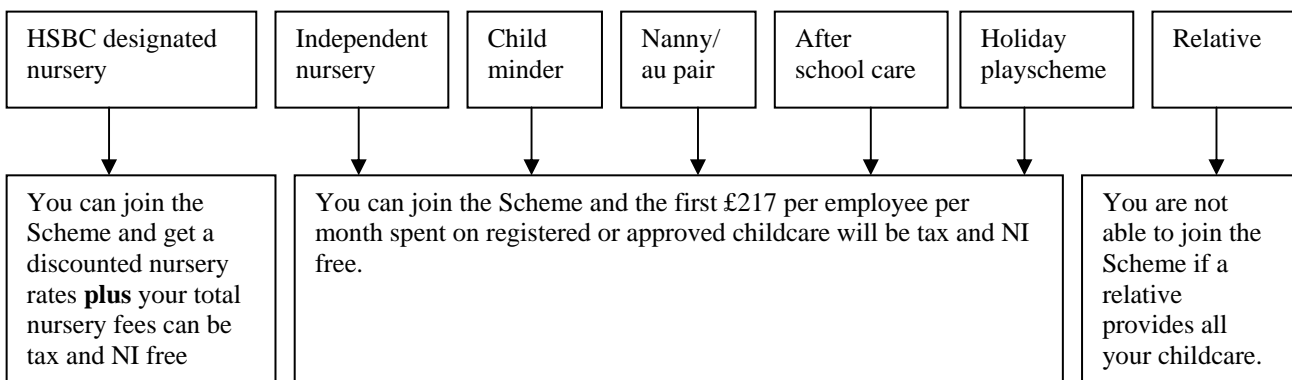 HSBC designated
nursery
Independent
nursery
Child
minder
Nanny/
au pair
After
school care
Holiday
playscheme
Relative
You can join the
Scheme and get a
discounted nursery
rates plus your total
nursery fees can be
tax and NI free
You can join the Scheme and the first £217 per employee per
month spent on registered or approved childcare will be tax and NI
free.
You are not
able to join the
Scheme if a
relative
provides all
your childcare.